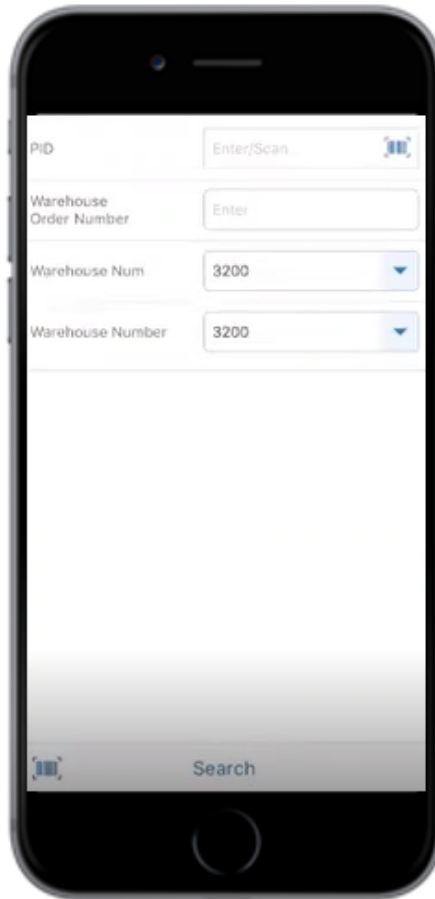 PID
Enter/Scan
Warehouse
Order Number
Enter
Warehouse Num
3200
Warehouse Number
3200
Search